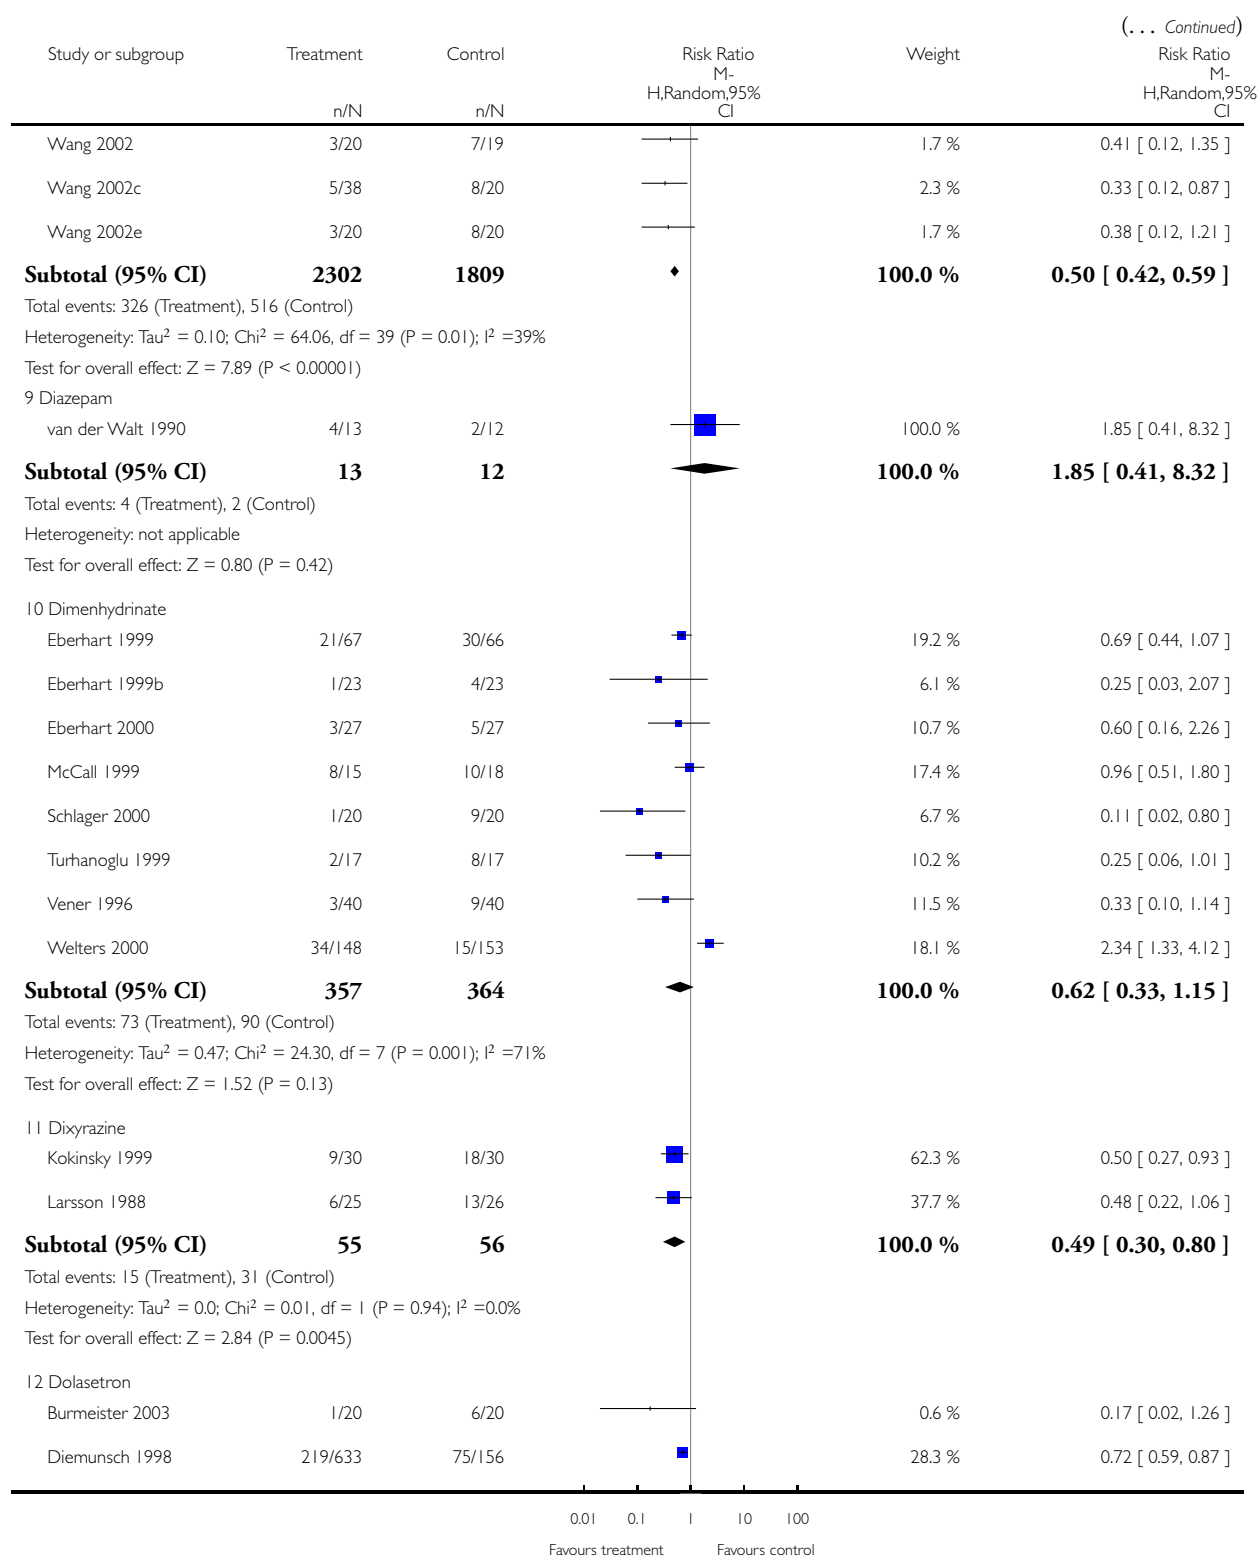 (... Continued)
Study or subgroup Treatment Control Risk Ratio Weight Risk Ratio
M- M-
H,Random,95% H,Random,95%
n/N n/N CI CI
Wang 2002 3/20 7/19 1.7 % 0.41 [ 0.12, 1.35 ]
Wang 2002c 5/38 8/20 2.3 % 0.33 [ 0.12, 0.87 ]
Wang 2002e 3/20 8/20 1.7 % 0.38 [ 0.12, 1.21 ]
Subtotal (95% CI) 2302 1809 100.0 % 0.50 [ 0.42, 0.59 ]
Total events: 326 (Treatment), 516 (Control)
Heterogeneity: Tau² = 0.10; Chi² = 64.06, df = 39 (P = 0.01); I² =39%
Test for overall effect: Z = 7.89 (P < 0.00001)
9 Diazepam
van der Walt 1990 4/13 2/12 100.0 % 1.85 [ 0.41, 8.32 ]
Subtotal (95% CI) 13 12 100.0 % 1.85 [ 0.41, 8.32 ]
Total events: 4 (Treatment), 2 (Control)
Heterogeneity: not applicable
Test for overall effect: Z = 0.80 (P = 0.42)
10 Dimenhydrinate
Eberhart 1999 21/67 30/66 19.2 % 0.69 [ 0.44, 1.07 ]
Eberhart 1999b 1/23 4/23 6.1 % 0.25 [ 0.03, 2.07 ]
Eberhart 2000 3/27 5/27 10.7 % 0.60 [ 0.16, 2.26 ]
McCall 1999 8/15 10/18 17.4 % 0.96 [ 0.51, 1.80 ]
Schlager 2000 1/20 9/20 6.7 % 0.11 [ 0.02, 0.80 ]
Turhanoglu 1999 2/17 8/17 10.2 % 0.25 [ 0.06, 1.01 ]
Vener 1996 3/40 9/40 11.5 % 0.33 [ 0.10, 1.14 ]
Welters 2000 34/148 15/153 18.1 % 2.34 [ 1.33, 4.12 ]
Subtotal (95% CI) 357 364 100.0 % 0.62 [ 0.33, 1.15 ]
Total events: 73 (Treatment), 90 (Control)
Heterogeneity: Tau² = 0.47; Chi² = 24.30, df = 7 (P = 0.001); I² =71%
Test for overall effect: Z = 1.52 (P = 0.13)
11 Dixyrazine
Kokinsky 1999 9/30 18/30 62.3 % 0.50 [ 0.27, 0.93 ]
Larsson 1988 6/25 13/26 37.7 % 0.48 [ 0.22, 1.06 ]
Subtotal (95% CI) 55 56 100.0 % 0.49 [ 0.30, 0.80 ]
Total events: 15 (Treatment), 31 (Control)
Heterogeneity: Tau² = 0.0; Chi² = 0.01, df = 1 (P = 0.94); I² =0.0%
Test for overall effect: Z = 2.84 (P = 0.0045)
12 Dolasetron
Burmeister 2003 1/20 6/20 0.6 % 0.17 [ 0.02, 1.26 ]
Diemunsch 1998 219/633 75/156 28.3 % 0.72 [ 0.59, 0.87 ]
0.01 0.1 1 10 100
Favours treatment Favours control